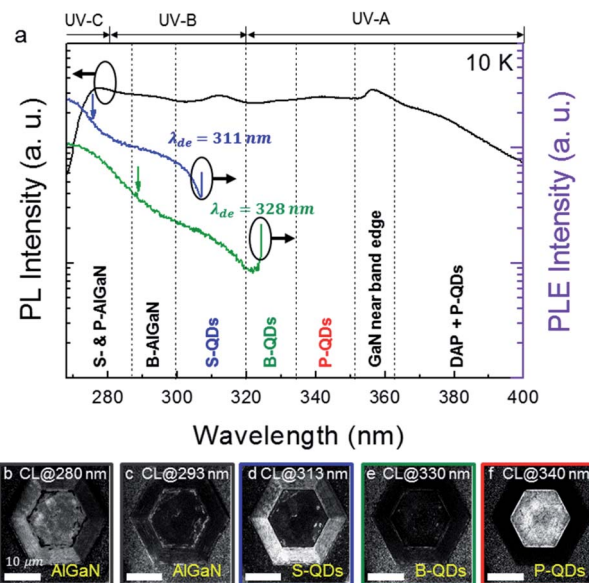 UV-C UV-B UV-A
a
10 K
λde = 311 nm
λde = 328 nm
PL Intensity (a. u.)
PLE Intensity (a. u.)
S- & P-AlGaN
B-AlGaN
S-QDs
B-QDs
P-QDs
GaN near band edge
DAP + P-QDs
280 300 320 340 360 380 400
Wavelength (nm)
b CL@280 nm
10 μm
AlGaN
c CL@293 nm
AlGaN
d CL@313 nm
S-QDs
e CL@330 nm
B-QDs
f CL@340 nm
P-QDs